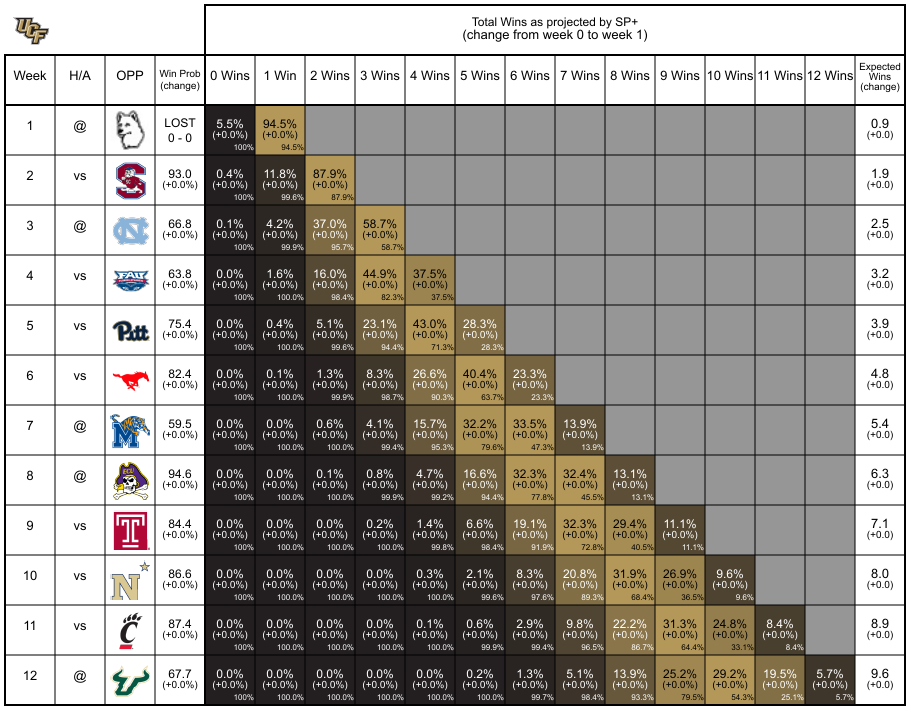 UCF
Total Wins as projected by SP+
(change from week 0 to week 1)
Week H/A OPP Win Prob (change) 0 Wins 1 Win 2 Wins 3 Wins 4 Wins 5 Wins 6 Wins 7 Wins 8 Wins 9 Wins 10 Wins 11 Wins 12 Wins Expected Wins (change)
1 @ LOST 5.5% 94.5% 0.9
0 - 0 (+0.0%) (+0.0%) (+0.0)
100% 94.5%
2 vs S 93.0 0.4% 11.8% 87.9% 1.9
(+0.0%) (+0.0%) (+0.0%) (+0.0%) (+0.0)
100% 99.6% 87.9%
3 @ NC 66.8 0.1% 4.2% 37.0% 58.7% 2.5
(+0.0%) (+0.0%) (+0.0%) (+0.0%) (+0.0%) (+0.0)
100% 99.9% 95.7% 58.7%
4 vs FAU 63.8 0.0% 1.6% 16.0% 44.9% 37.5% 3.2
(+0.0%) (+0.0%) (+0.0%) (+0.0%) (+0.0%) (+0.0%) (+0.0)
100% 100.0% 98.4% 82.3% 37.5%
5 vs Pitt 75.4 0.0% 0.4% 5.1% 23.1% 43.0% 28.3% 3.9
(+0.0%) (+0.0%) (+0.0%) (+0.0%) (+0.0%) (+0.0%) (+0.0%) (+0.0)
100% 100.0% 99.6% 94.4% 71.3% 28.3%
6 vs 82.4 0.0% 0.1% 1.3% 8.3% 26.6% 40.4% 23.3% 4.8
(+0.0%) (+0.0%) (+0.0%) (+0.0%) (+0.0%) (+0.0%) (+0.0%) (+0.0%) (+0.0)
100% 100.0% 99.9% 98.7% 90.3% 63.7% 23.3%
7 @ M 59.5 0.0% 0.0% 0.6% 4.1% 15.7% 32.2% 33.5% 13.9% 5.4
(+0.0%) (+0.0%) (+0.0%) (+0.0%) (+0.0%) (+0.0%) (+0.0%) (+0.0%) (+0.0%) (+0.0)
100% 100.0% 100.0% 99.4% 95.3% 79.6% 47.3% 13.9%
8 @ ECU 94.6 0.0% 0.0% 0.1% 0.8% 4.7% 16.6% 32.3% 32.4% 13.1% 6.3
(+0.0%) (+0.0%) (+0.0%) (+0.0%) (+0.0%) (+0.0%) (+0.0%) (+0.0%) (+0.0%) (+0.0%) (+0.0)
100% 100.0% 100.0% 99.9% 99.2% 94.4% 77.8% 45.5% 13.1%
9 vs T 84.4 0.0% 0.0% 0.0% 0.2% 1.4% 6.6% 19.1% 32.3% 29.4% 11.1% 7.1
(+0.0%) (+0.0%) (+0.0%) (+0.0%) (+0.0%) (+0.0%) (+0.0%) (+0.0%) (+0.0%) (+0.0%) (+0.0%) (+0.0)
100% 100.0% 100.0% 100.0% 99.8% 98.4% 91.9% 72.8% 40.5% 11.1%
10 vs N 86.6 0.0% 0.0% 0.0% 0.0% 0.3% 2.1% 8.3% 20.8% 31.9% 26.9% 9.6% 8.0
(+0.0%) (+0.0%) (+0.0%) (+0.0%) (+0.0%) (+0.0%) (+0.0%) (+0.0%) (+0.0%) (+0.0%) (+0.0%) (+0.0%) (+0.0)
100% 100.0% 100.0% 100.0% 100.0% 99.6% 97.6% 89.3% 68.4% 36.5% 9.6%
11 vs C 87.4 0.0% 0.0% 0.0% 0.0% 0.1% 0.6% 2.9% 9.8% 22.2% 31.3% 24.8% 8.4% 8.9
(+0.0%) (+0.0%) (+0.0%) (+0.0%) (+0.0%) (+0.0%) (+0.0%) (+0.0%) (+0.0%) (+0.0%) (+0.0%) (+0.0%) (+0.0%) (+0.0)
100% 100.0% 100.0% 100.0% 100.0% 99.9% 99.4% 96.5% 86.7% 64.4% 33.1% 8.4%
12 @ U 67.7 0.0% 0.0% 0.0% 0.0% 0.0% 0.2% 1.3% 5.1% 13.9% 25.2% 29.2% 19.5% 5.7% 9.6
(+0.0%) (+0.0%) (+0.0%) (+0.0%) (+0.0%) (+0.0%) (+0.0%) (+0.0%) (+0.0%) (+0.0%) (+0.0%) (+0.0%) (+0.0%) (+0.0%) (+0.0)
100% 100.0% 100.0% 100.0% 100.0% 100.0% 99.7% 98.4% 93.3% 79.5% 54.3% 25.1% 5.7%